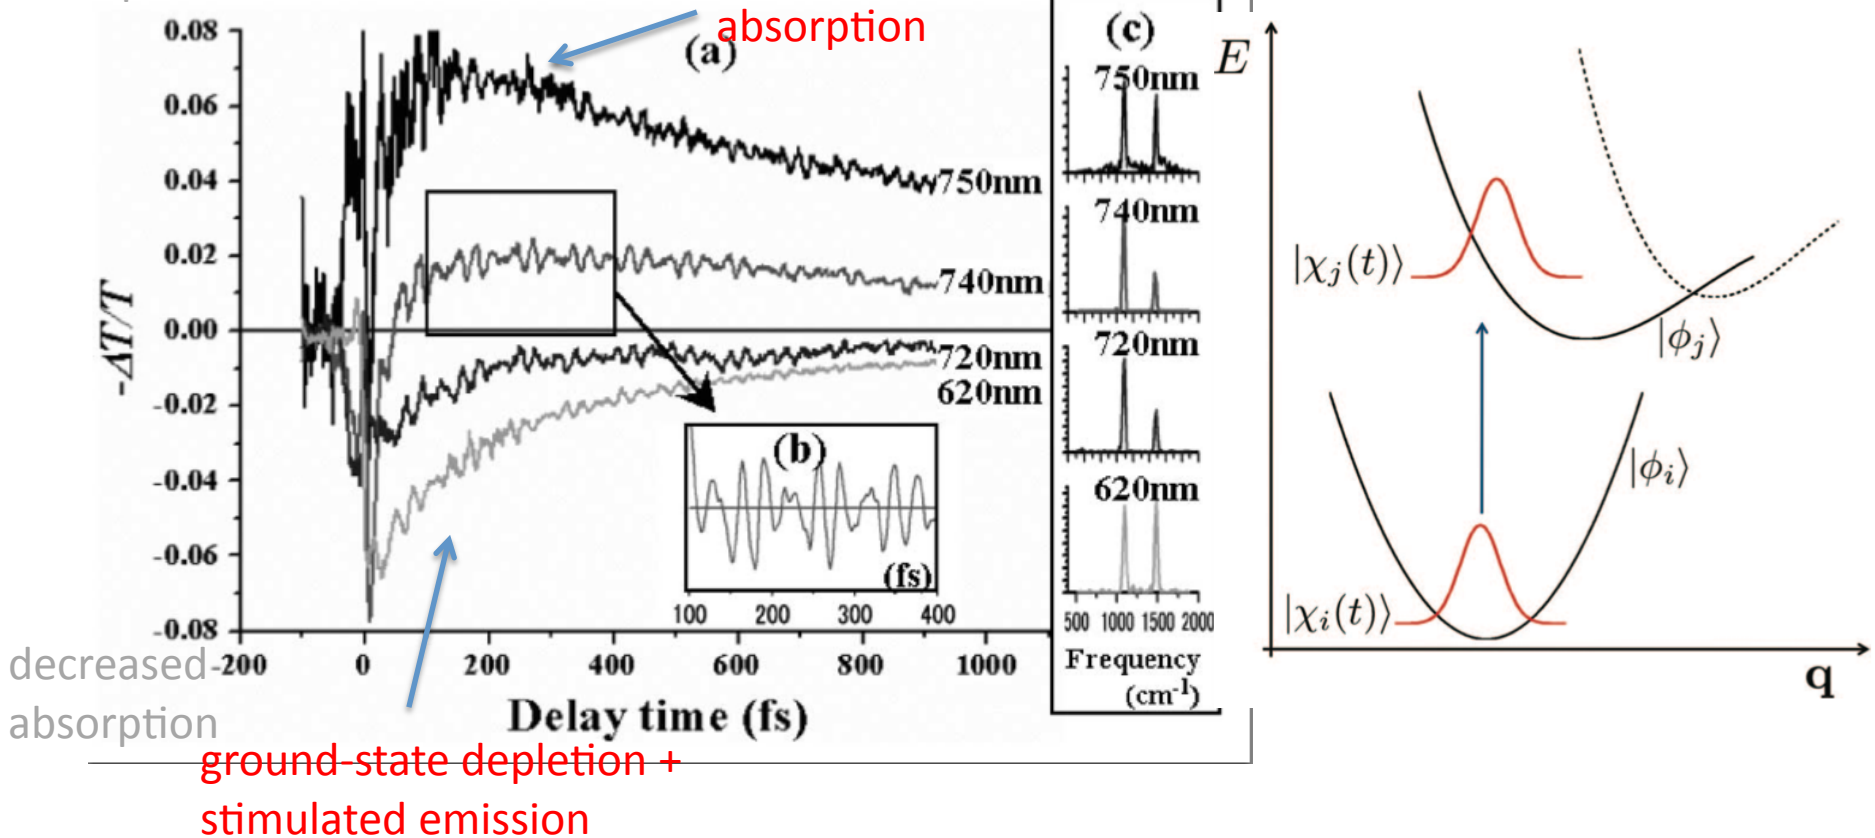 absorption
(a)
0.08
0.06
0.04
0.02
0.00
-0.02
-0.04
-0.06
-0.08
-ΔT/T
750nm
740nm
720nm
620nm
-200 0 200 400 600 800 1000
Delay time (fs)
(b)
(fs)
100 200 300 400
(c)
750nm
740nm
720nm
620nm
500 1000 1500 2000
Frequency
(cm⁻¹)
decreased
absorption
ground-state depletion +
stimulated emission
E
|χⱼ(t)⟩
|ϕⱼ⟩
|ϕᵢ⟩
|χᵢ(t)⟩
q